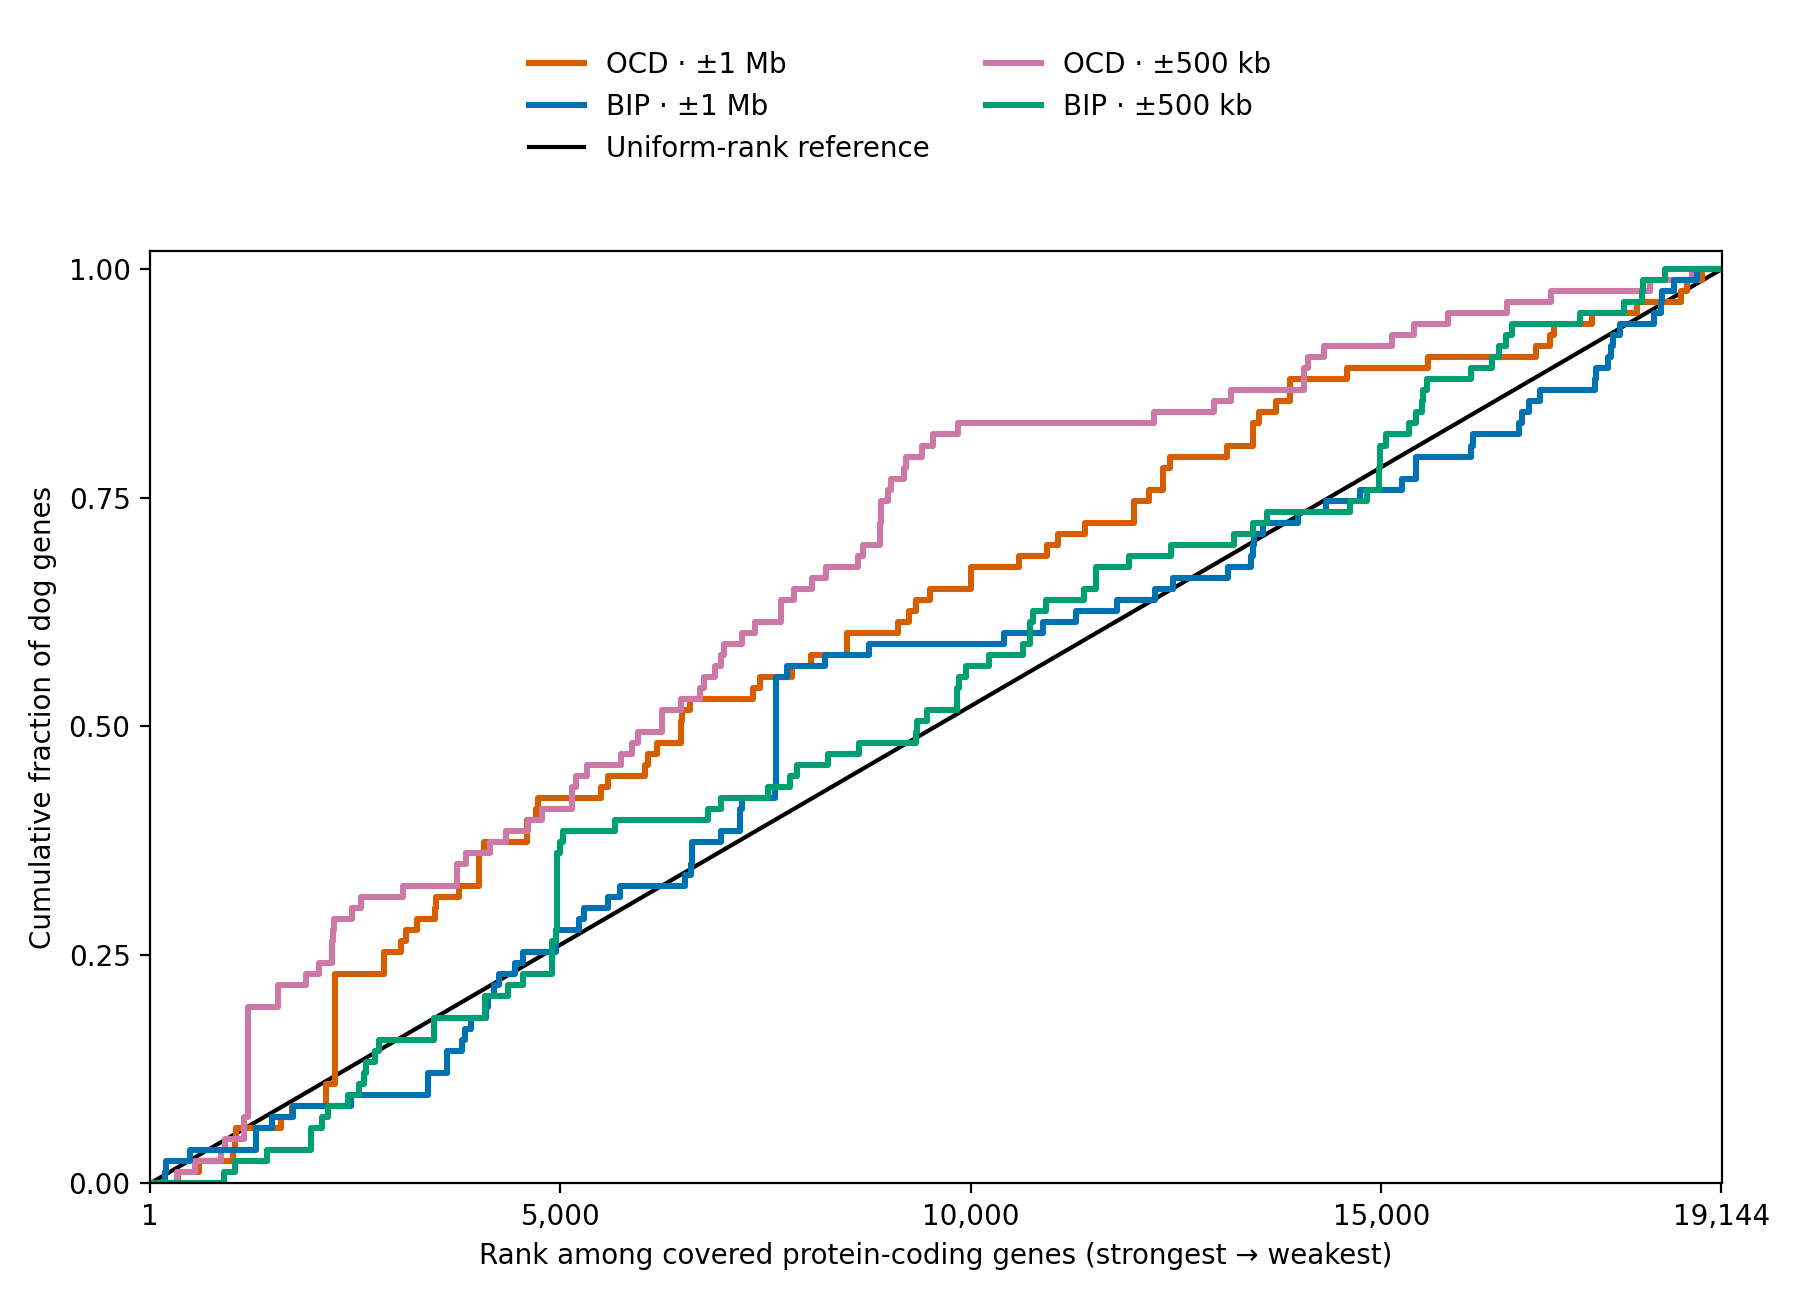 OCD · ±1 Mb
BIP · ±1 Mb
Uniform-rank reference
OCD · ±500 kb
BIP · ±500 kb
Cumulative fraction of dog genes
1.00
0.75
0.50
0.25
0.00
1 5,000 10,000 15,000 19,144
Rank among covered protein-coding genes (strongest → weakest)